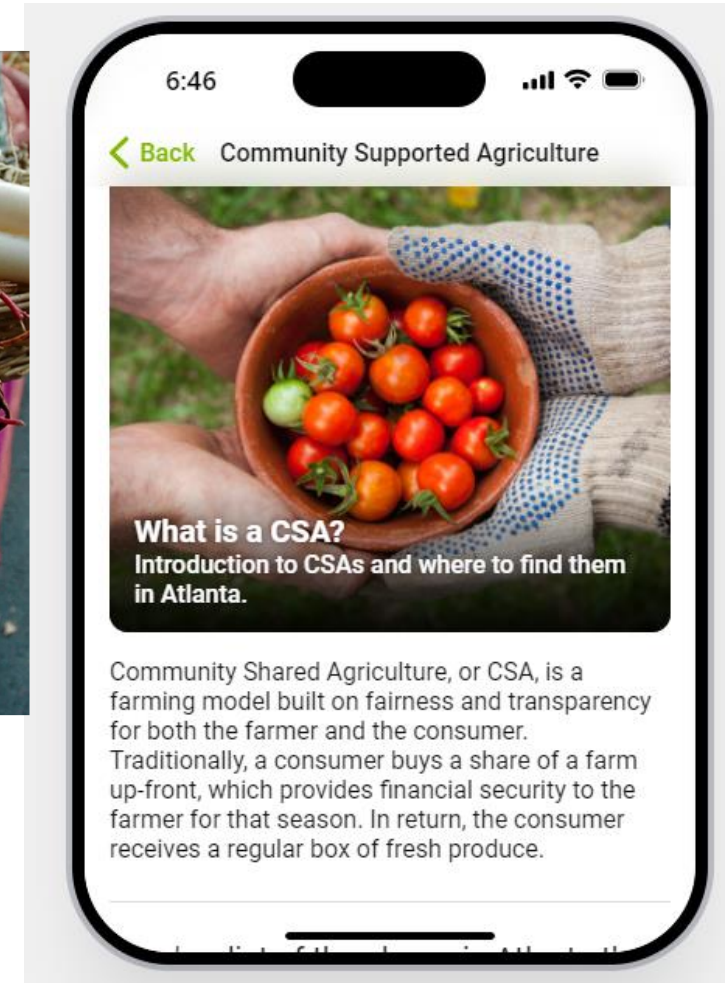 6:46
Back Community Supported Agriculture
What is a CSA?
Introduction to CSAs and where to find them
in Atlanta.
Community Shared Agriculture, or CSA, is a
farming model built on fairness and transparency
for both the farmer and the consumer.
Traditionally, a consumer buys a share of a farm
up-front, which provides financial security to the
farmer for that season. In return, the consumer
receives a regular box of fresh produce.